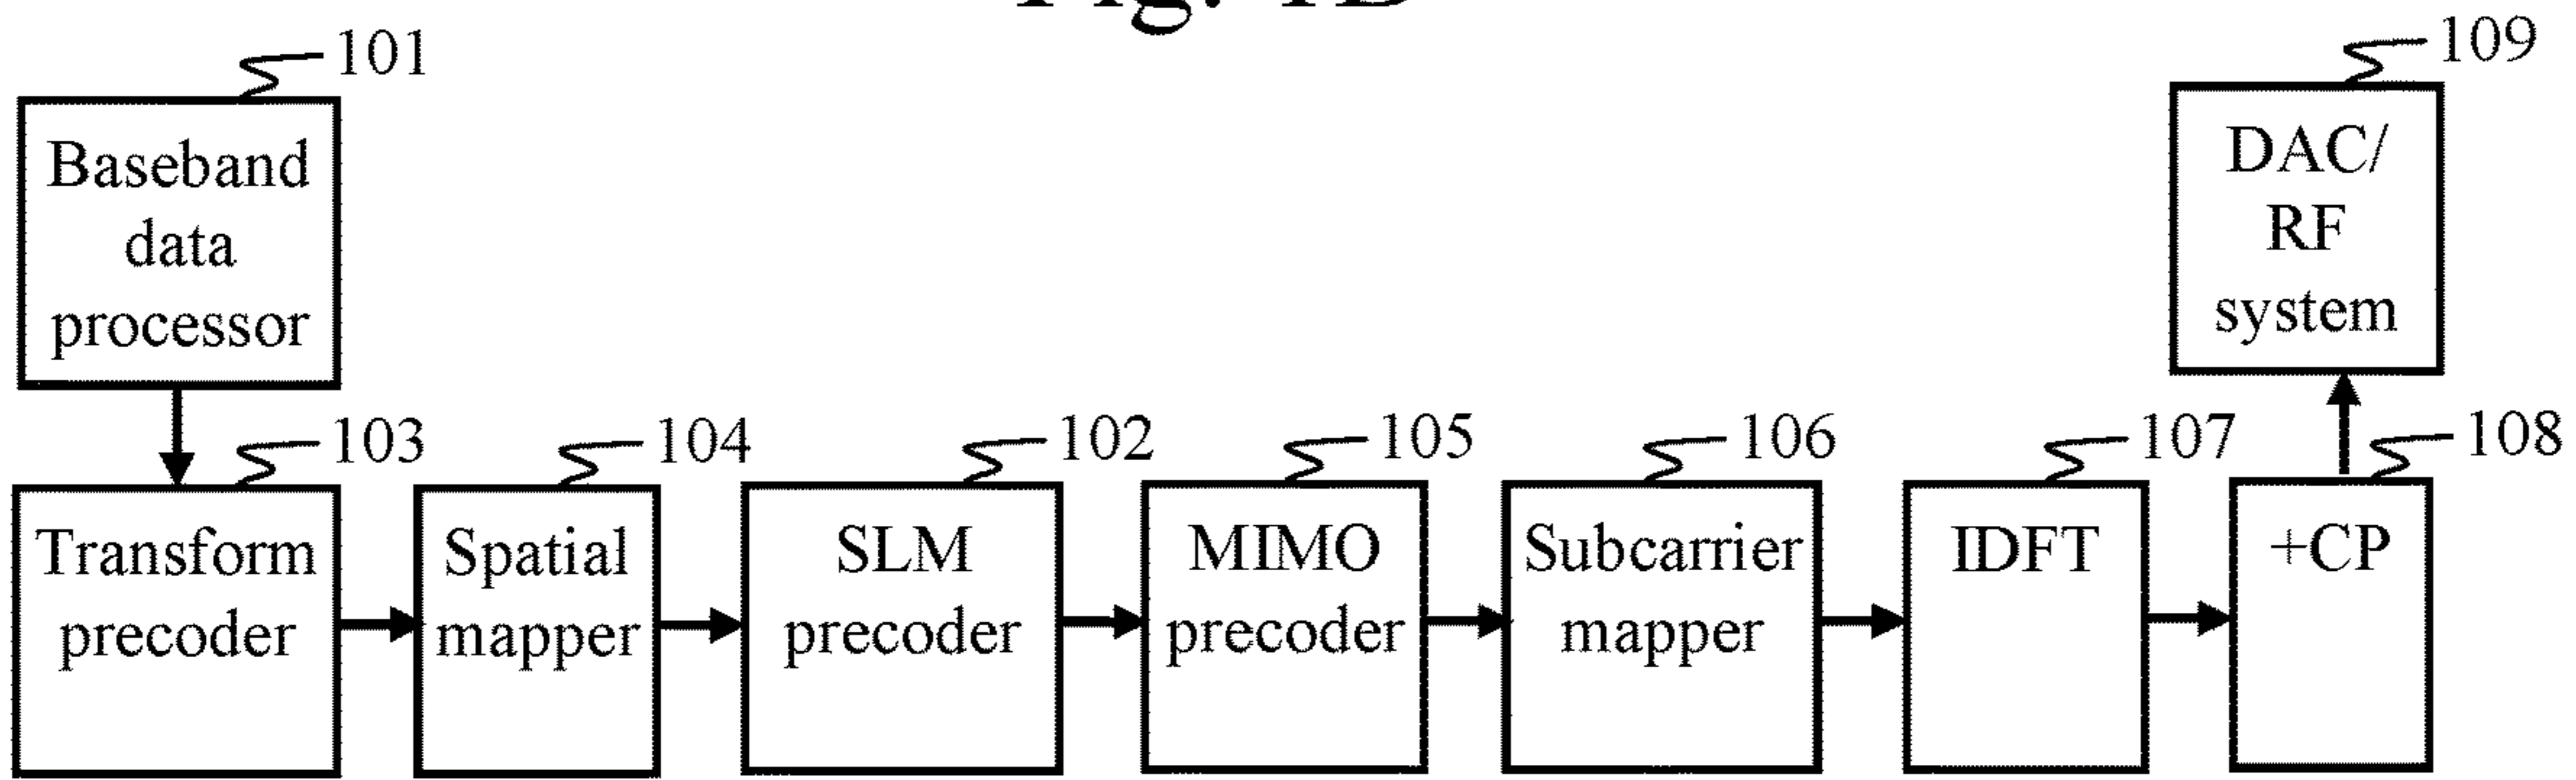 101
109
Baseband
data
processor
DAC/
RF
system
103
104
102
105
106
107
108
Transform
precoder
Spatial
mapper
SLM
precoder
MIMO
precoder
Subcarrier
mapper
IDFT
+CP